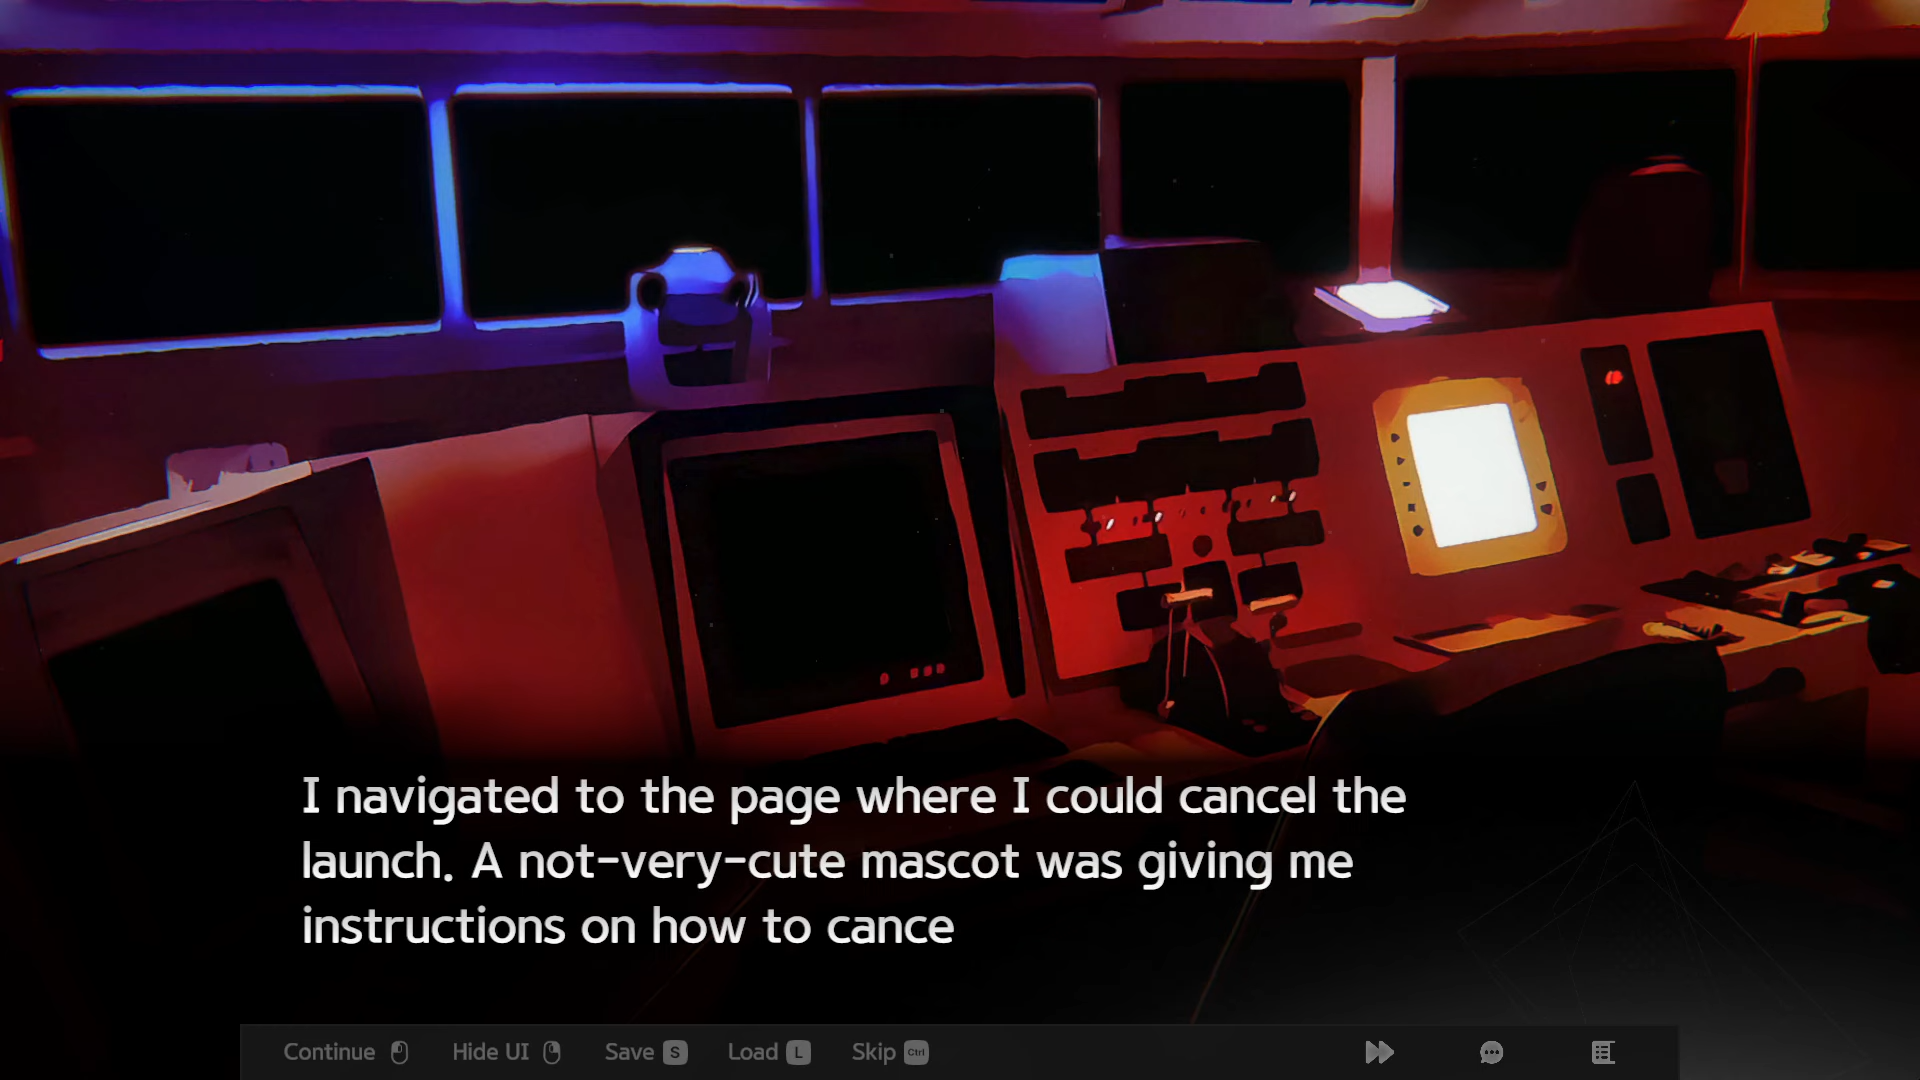 I navigated to the page where I could cancel the
launch. A not-very-cute mascot was giving me
instructions on how to cance
Continue Hide UI Save S Load L Skip Ctrl